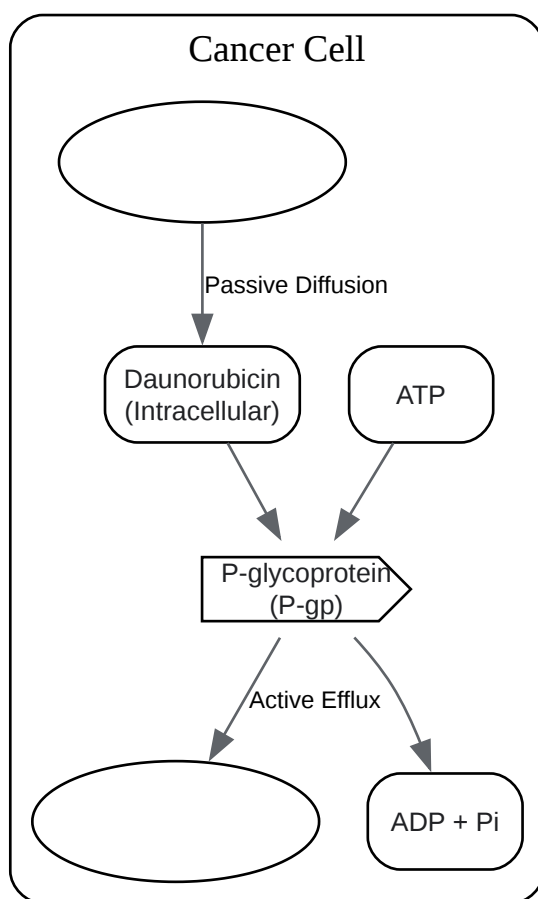 Cancer Cell
Passive Diffusion
Daunorubicin
(Intracellular)
ATP
P-glycoprotein
(P-gp)
Active Efflux
ADP + Pi